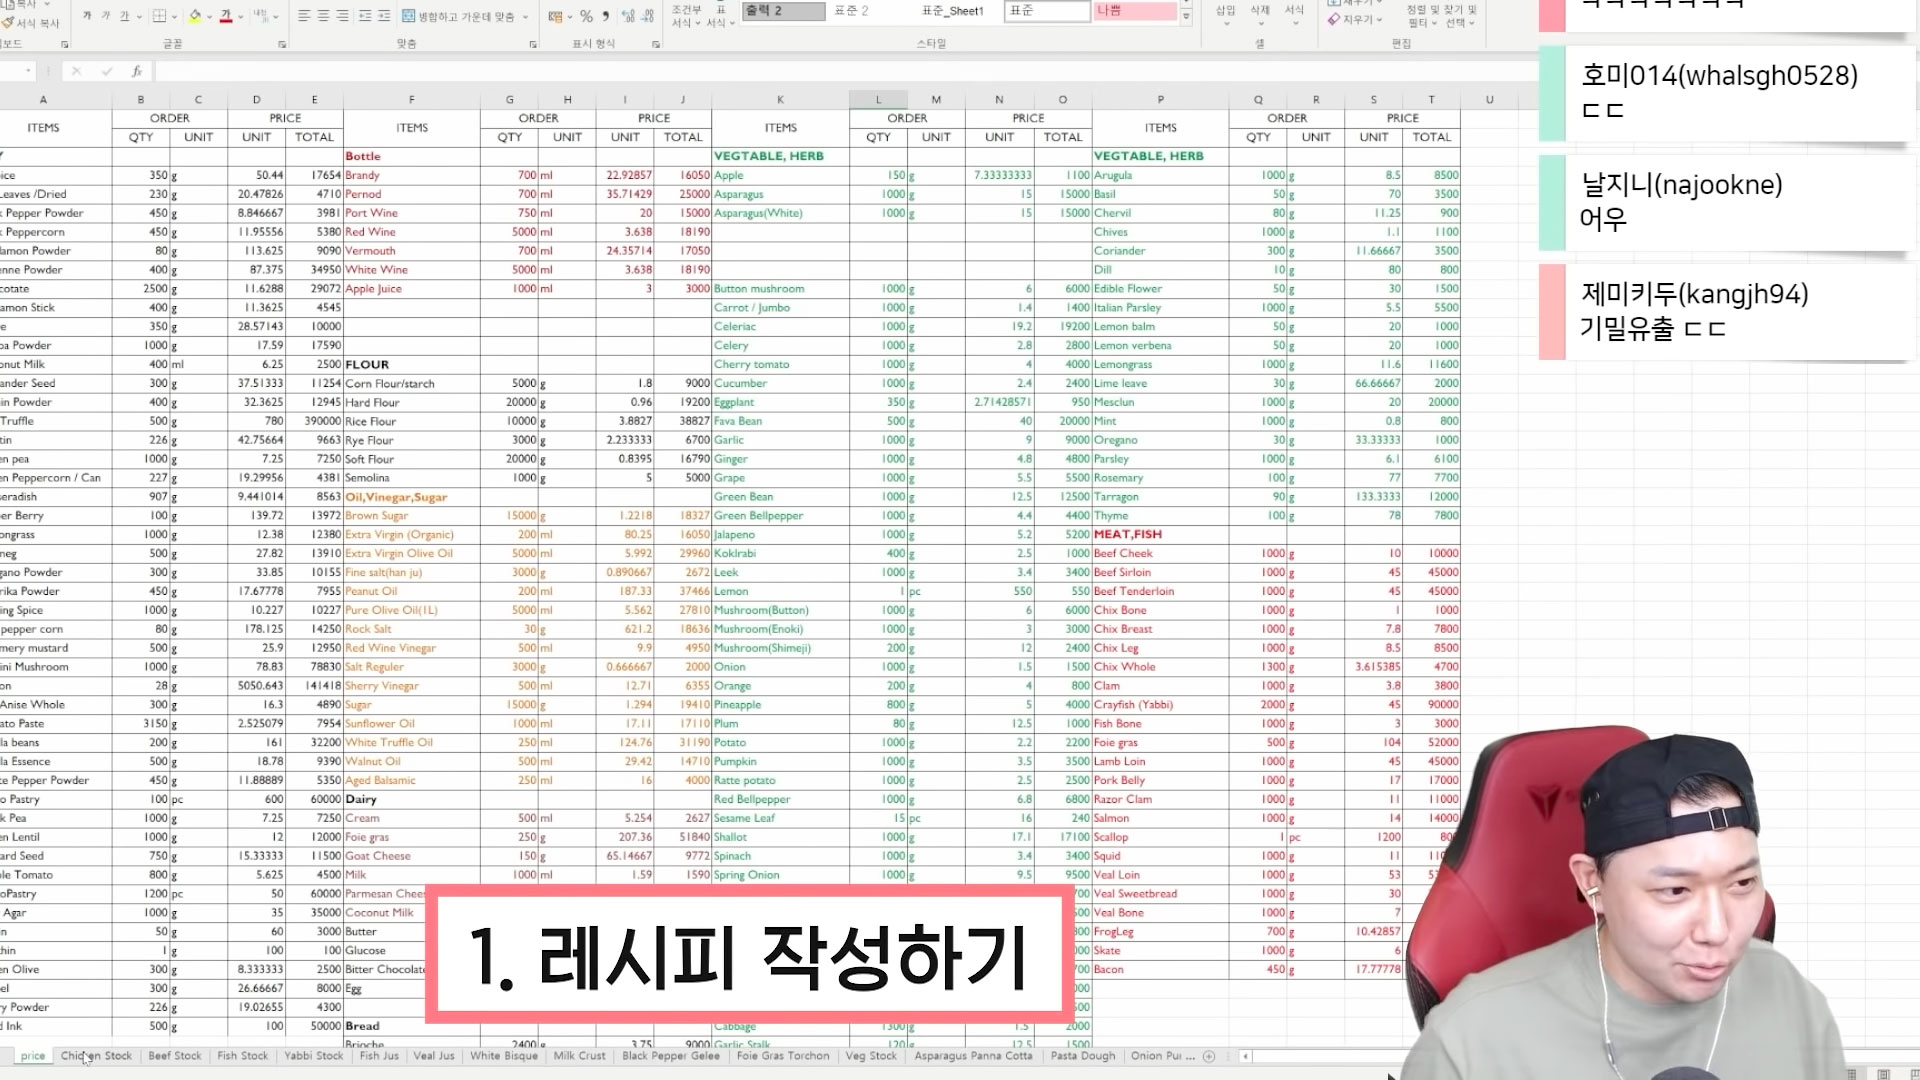 서식 복사
가 가 간
병합하고 가운데 맞춤
조건부 서식
표 서식
출력 2
표준 2
표준_Sheet1
표준
나쁨
삽입 삭제 서식
지우기
정렬 및 찾기 및
필터 선택
글꼴 맞춤 표시 형식 스타일 셀 편집
fx
A B C D E F G H I J K L M N O P Q R S T U
ITEMS ORDER PRICE ITEMS ORDER PRICE ITEMS ORDER PRICE ITEMS ORDER PRICE
QTY UNIT UNIT TOTAL QTY UNIT UNIT TOTAL QTY UNIT UNIT TOTAL QTY UNIT UNIT TOTAL
Bottle VEGTABLE, HERB VEGTABLE, HERB
350 g 50.44 17654 Brandy 700 ml 22.92857 16050 Apple 150 g 7.33333333 1100 Arugula 1000 g 8.5 8500
Leaves /Dried 230 g 20.47826 4710 Pernod 700 ml 35.71429 25000 Asparagus 1000 g 15 15000 Basil 50 g 70 3500
Pepper Powder 450 g 8.846667 3981 Port Wine 750 ml 20 15000 Asparagus(White) 1000 g 15 15000 Chervil 80 g 11.25 900
Peppercorn 450 g 11.95556 5380 Red Wine 5000 ml 3.638 18190 Chives 1000 g 1.1 1100
Powder 80 g 113.625 9090 Vermouth 700 ml 24.35714 17050 Coriander 300 g 11.66667 3500
Powder 400 g 87.375 34950 White Wine 5000 ml 3.638 18190 Dill 10 g 80 800
2500 g 11.6288 29072 Apple Juice 1000 ml 3 3000 Button mushroom 1000 g 6 6000 Edible Flower 50 g 30 1500
Stick 400 g 11.3625 4545 Carrot / Jumbo 1000 g 1.4 1400 Italian Parsley 1000 g 5.5 5500
350 g 28.57143 10000 Celeriac 1000 g 19.2 19200 Lemon balm 50 g 20 1000
Powder 1000 g 17.59 17590 Celery 1000 g 2.8 2800 Lemon verbena 50 g 20 1000
Milk 400 ml 6.25 2500 FLOUR Cherry tomato 1000 g 4 4000 Lemongrass 1000 g 11.6 11600
Seed 300 g 37.51333 11254 Corn Flour/starch 5000 g 1.8 9000 Cucumber 1000 g 2.4 2400 Lime leave 30 g 66.66667 2000
Powder 400 g 32.3625 12945 Hard Flour 20000 g 0.96 19200 Eggplant 350 g 2.71428571 950 Mesclun 1000 g 20 20000
Truffle 500 g 780 390000 Rice Flour 10000 g 3.8827 38827 Fava Bean 500 g 40 20000 Mint 1000 g 0.8 800
226 g 42.75664 9663 Rye Flour 3000 g 2.233333 6700 Garlic 1000 g 9 9000 Oregano 30 g 33.33333 1000
pea 1000 g 7.25 7250 Soft Flour 20000 g 0.8395 16790 Ginger 1000 g 4.8 4800 Parsley 1000 g 6.1 6100
Peppercorn / Can 227 g 19.29956 4381 Semolina 1000 g 5 5000 Grape 1000 g 5.5 5500 Rosemary 100 g 77 7700
907 g 9.441014 8563 Oil,Vinegar,Sugar Green Bean 1000 g 12.5 12500 Tarragon 90 g 133.3333 12000
Berry 100 g 139.72 13972 Brown Sugar 15000 g 1.2218 18327 Green Bellpepper 1000 g 4.4 4400 Thyme 100 g 78 7800
1000 g 12.38 12380 Extra Virgin (Organic) 200 ml 80.25 16050 Jalapeno 1000 g 5.2 5200 MEAT,FISH
500 g 27.82 13910 Extra Virgin Olive Oil 5000 ml 5.992 29960 Koklrabi 400 g 2.5 1000 Beef Cheek 1000 g 10 10000
Powder 300 g 33.85 10155 Fine salt(han ju) 3000 g 0.890667 2672 Leek 1000 g 3.4 3400 Beef Sirloin 1000 g 45 45000
Powder 450 g 17.67778 7955 Peanut Oil 200 ml 187.33 37466 Lemon 1 pc 550 550 Beef Tenderloin 1000 g 45 45000
Spice 1000 g 10.227 10227 Pure Olive Oil(1L) 5000 ml 5.562 27810 Mushroom(Button) 1000 g 6 6000 Chix Bone 1000 g 1 1000
pepper corn 80 g 178.125 14250 Rock Salt 30 g 621.2 18636 Mushroom(Enoki) 1000 g 3 3000 Chix Breast 1000 g 7.8 7800
mustard 500 g 25.9 12950 Red Wine Vinegar 500 ml 9.9 4950 Mushroom(Shimeji) 200 g 12 2400 Chix Leg 1000 g 8.5 8500
Mushroom 1000 g 78.83 78830 Salt Reguler 3000 g 0.666667 2000 Onion 1000 g 1.5 1500 Chix Whole 1300 g 3.615385 4700
28 g 5050.643 141418 Sherry Vinegar 500 ml 12.71 6355 Orange 200 g 4 800 Clam 1000 g 3.8 3800
Anise Whole 300 g 16.3 4890 Sugar 15000 g 1.294 19410 Pineapple 800 g 5 4000 Crayfish (Yabbi) 2000 g 45 90000
Paste 3150 g 2.525079 7954 Sunflower Oil 1000 ml 17.11 17110 Plum 80 g 12.5 1000 Fish Bone 1000 g 3 3000
beans 200 g 161 32200 White Truffle Oil 250 ml 124.76 31190 Potato 1000 g 2.2 2200 Foie gras 500 g 104 52000
Essence 500 g 18.78 9390 Walnut Oil 500 ml 29.42 14710 Pumpkin 1000 g 3.5 3500 Lamb Loin 1000 g 45 45000
Pepper Powder 450 g 11.88889 5350 Aged Balsamic 250 ml 16 4000 Ratte potato 1000 g 2.5 2500 Pork Belly 1000 g 17 17000
Pastry 100 pc 600 60000 Dairy Red Bellpepper 1000 g 6.8 6800 Razor Clam 1000 g 11 11000
Pea 1000 g 7.25 7250 Cream 500 ml 5.254 2627 Sesame Leaf 15 pc 16 240 Salmon 1000 g 14 14000
Lentil 1000 g 12 12000 Foie gras 250 g 207.36 51840 Shallot 1000 g 17.1 17100 Scallop 1 pc 1200
Seed 750 g 15.33333 11500 Goat Cheese 150 g 65.14667 9772 Spinach 1000 g 3.4 3400 Squid 1000 g 11
Tomato 800 g 5.625 4500 Milk 1000 ml 1.59 1590 Spring Onion 1000 g 9.5 9500 Veal Loin 1000 g 53
Pastry 1200 pc 50 60000 Parmesan Veal Sweetbread 1000 g 30
Agar 1000 g 35 35000 Coconut Milk Veal Bone 1000 g 7
50 g 60 3000 Butter FrogLeg 700 g 10.42857
1 g 100 100 Glucose Skate 1000 g 6
Olive 300 g 8.333333 2500 Bitter Bacon 450 g 17.77778
300 g 26.66667 8000 Egg
Powder 226 g 19.02655 4300
Ink 500 g 100 50000 Bread Cabbage 1300 g 1.5 2000
Brioche 2400 g 3.75 9000 Garlic Stalk 120 g 12.5 1500
price Chicken Stock Beef Stock Fish Stock Yabbi Stock Fish Jus Veal Jus White Bisque Milk Crust Black Pepper Gelee Foie Gras Torchon Veg Stock Asparagus Panna Cotta Pasta Dough Onion Pur ...
1. 레시피 작성하기
호미014(whalsgh0528)
ㄷㄷ
날지니(najookne)
어우
제미키두(kangjh94)
기밀유출 ㄷㄷ